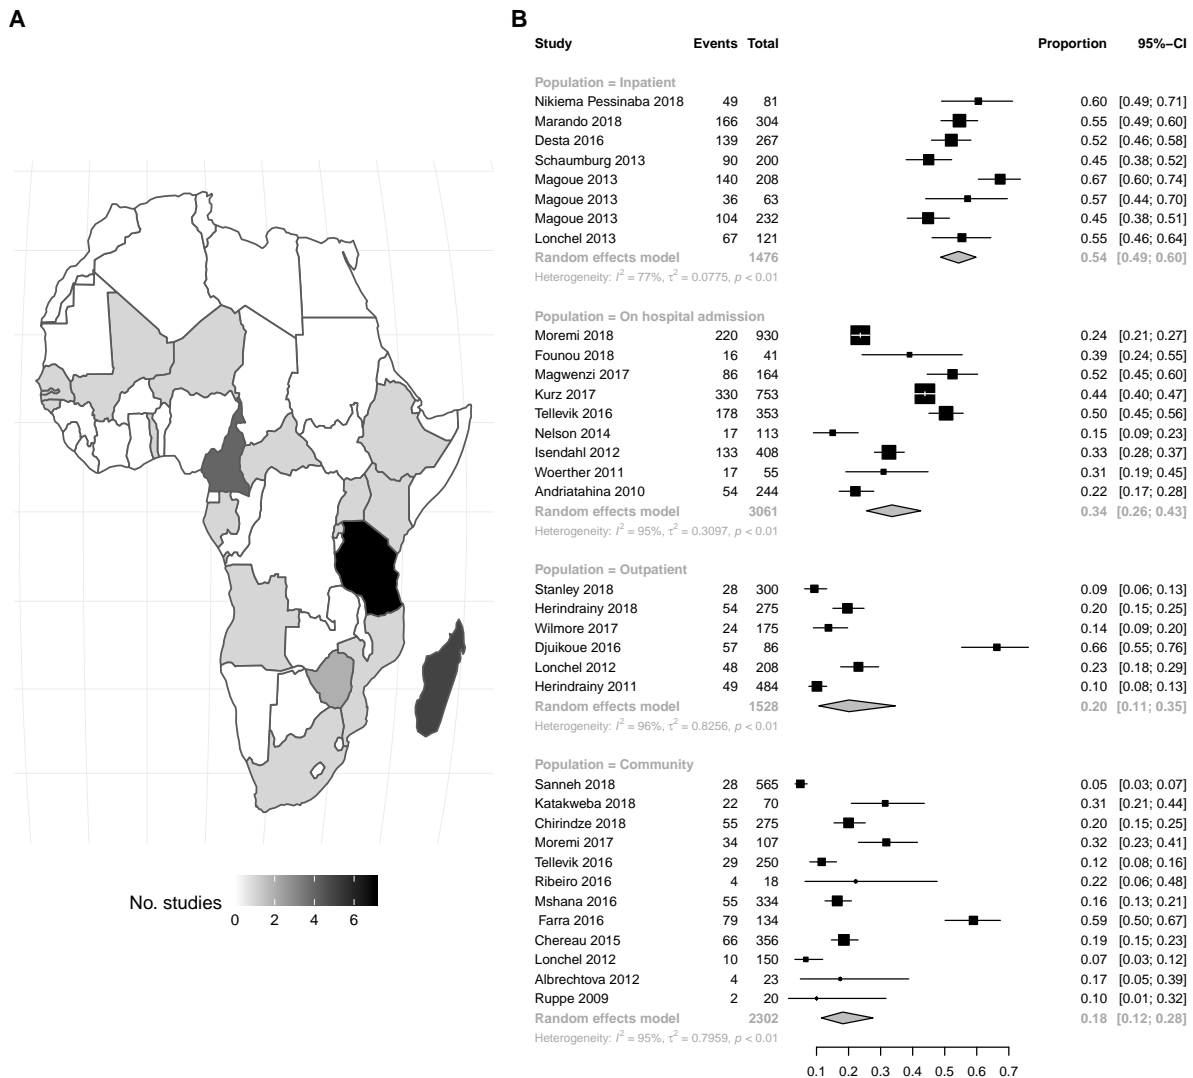 A
No. studies
0 2 4 6
B
Study Events Total Proportion 95%−CI
Population = Inpatient
Nikiema Pessinaba 2018 49 81 0.60 [0.49; 0.71]
Marando 2018 166 304 0.55 [0.49; 0.60]
Desta 2016 139 267 0.52 [0.46; 0.58]
Schaumburg 2013 90 200 0.45 [0.38; 0.52]
Magoue 2013 140 208 0.67 [0.60; 0.74]
Magoue 2013 36 63 0.57 [0.44; 0.70]
Magoue 2013 104 232 0.45 [0.38; 0.51]
Lonchel 2013 67 121 0.55 [0.46; 0.64]
Random effects model 1476 0.54 [0.49; 0.60]
Heterogeneity: I² = 77%, τ² = 0.0775, p < 0.01
Population = On hospital admission
Moremi 2018 220 930 0.24 [0.21; 0.27]
Founou 2018 16 41 0.39 [0.24; 0.55]
Magwenzi 2017 86 164 0.52 [0.45; 0.60]
Kurz 2017 330 753 0.44 [0.40; 0.47]
Tellevik 2016 178 353 0.50 [0.45; 0.56]
Nelson 2014 17 113 0.15 [0.09; 0.23]
Isendahl 2012 133 408 0.33 [0.28; 0.37]
Woerther 2011 17 55 0.31 [0.19; 0.45]
Andriatahina 2010 54 244 0.22 [0.17; 0.28]
Random effects model 3061 0.34 [0.26; 0.43]
Heterogeneity: I² = 95%, τ² = 0.3097, p < 0.01
Population = Outpatient
Stanley 2018 28 300 0.09 [0.06; 0.13]
Herindrainy 2018 54 275 0.20 [0.15; 0.25]
Wilmore 2017 24 175 0.14 [0.09; 0.20]
Djuikoue 2016 57 86 0.66 [0.55; 0.76]
Lonchel 2012 48 208 0.23 [0.18; 0.29]
Herindrainy 2011 49 484 0.10 [0.08; 0.13]
Random effects model 1528 0.20 [0.11; 0.35]
Heterogeneity: I² = 96%, τ² = 0.8256, p < 0.01
Population = Community
Sanneh 2018 28 565 0.05 [0.03; 0.07]
Katakweba 2018 22 70 0.31 [0.21; 0.44]
Chirindze 2018 55 275 0.20 [0.15; 0.25]
Moremi 2017 34 107 0.32 [0.23; 0.41]
Tellevik 2016 29 250 0.12 [0.08; 0.16]
Ribeiro 2016 4 18 0.22 [0.06; 0.48]
Mshana 2016 55 334 0.16 [0.13; 0.21]
Farra 2016 79 134 0.59 [0.50; 0.67]
Chereau 2015 66 356 0.19 [0.15; 0.23]
Lonchel 2012 10 150 0.07 [0.03; 0.12]
Albrechtova 2012 4 23 0.17 [0.05; 0.39]
Ruppe 2009 2 20 0.10 [0.01; 0.32]
Random effects model 2302 0.18 [0.12; 0.28]
Heterogeneity: I² = 95%, τ² = 0.7959, p < 0.01
0.1 0.2 0.3 0.4 0.5 0.6 0.7